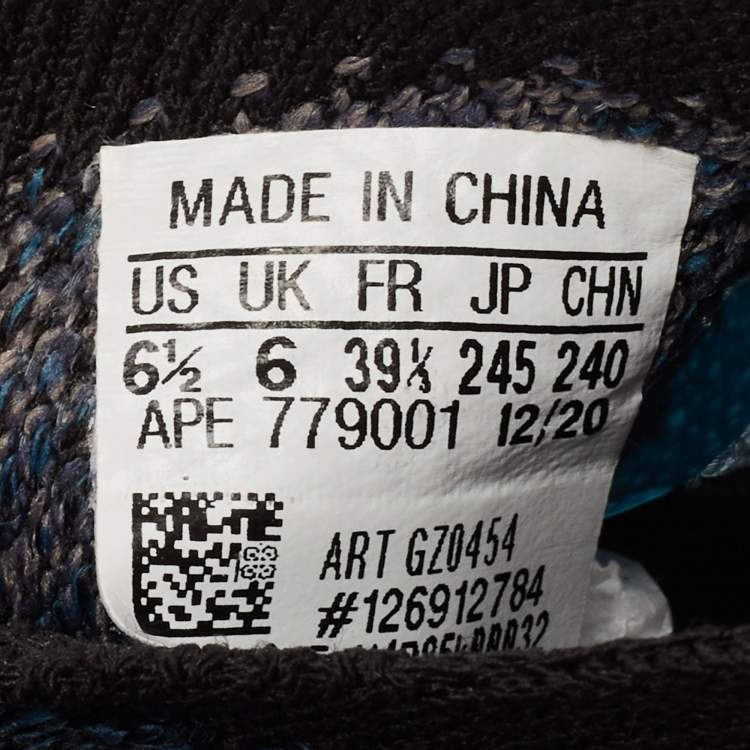 MADE IN CHINA
US UK FR JP CHN
6½ 6 39⅓ 245 240
APE 779001 12/20
ART GZ0454
#126912784